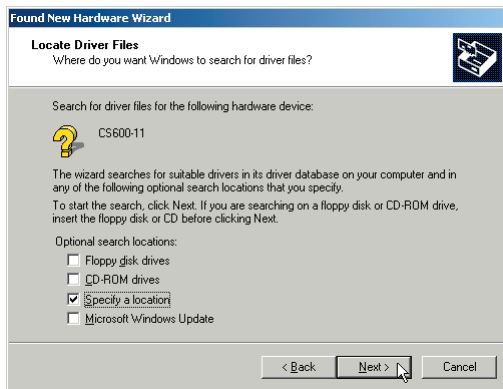 Found New Hardware Wizard
Locate Driver Files
Where do you want Windows to search for driver files?
Search for driver files for the following hardware device:
CS600-11
The wizard searches for suitable drivers in its driver database on your computer and in
any of the following optional search locations that you specify.
To start the search, click Next. If you are searching on a floppy disk or CD-ROM drive,
insert the floppy disk or CD before clicking Next.
Optional search locations:
Floppy disk drives
CD-ROM drives
Specify a location
Microsoft Windows Update
< Back
Next >
Cancel